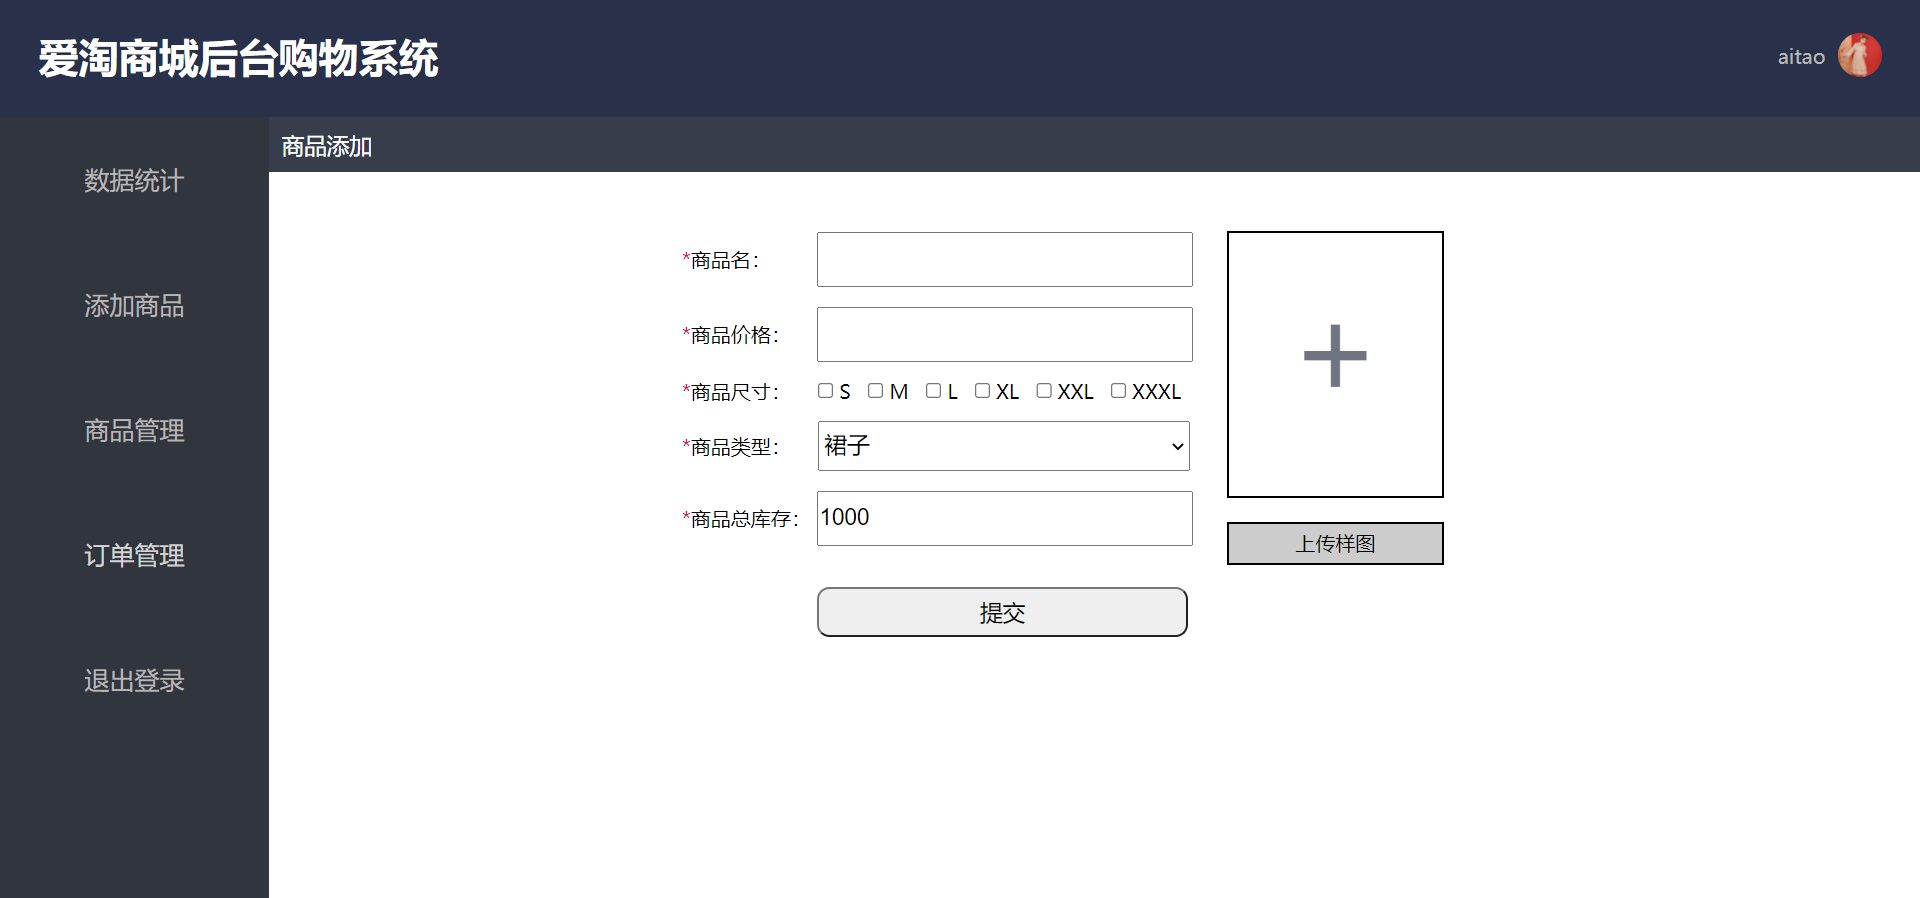 爱淘商城后台购物系统
aitao
数据统计
添加商品
商品管理
订单管理
退出登录
商品添加
*商品名：
*商品价格：
*商品尺寸： S M L XL XXL XXXL
*商品类型： 裙子
*商品总库存： 1000
提交
上传样图